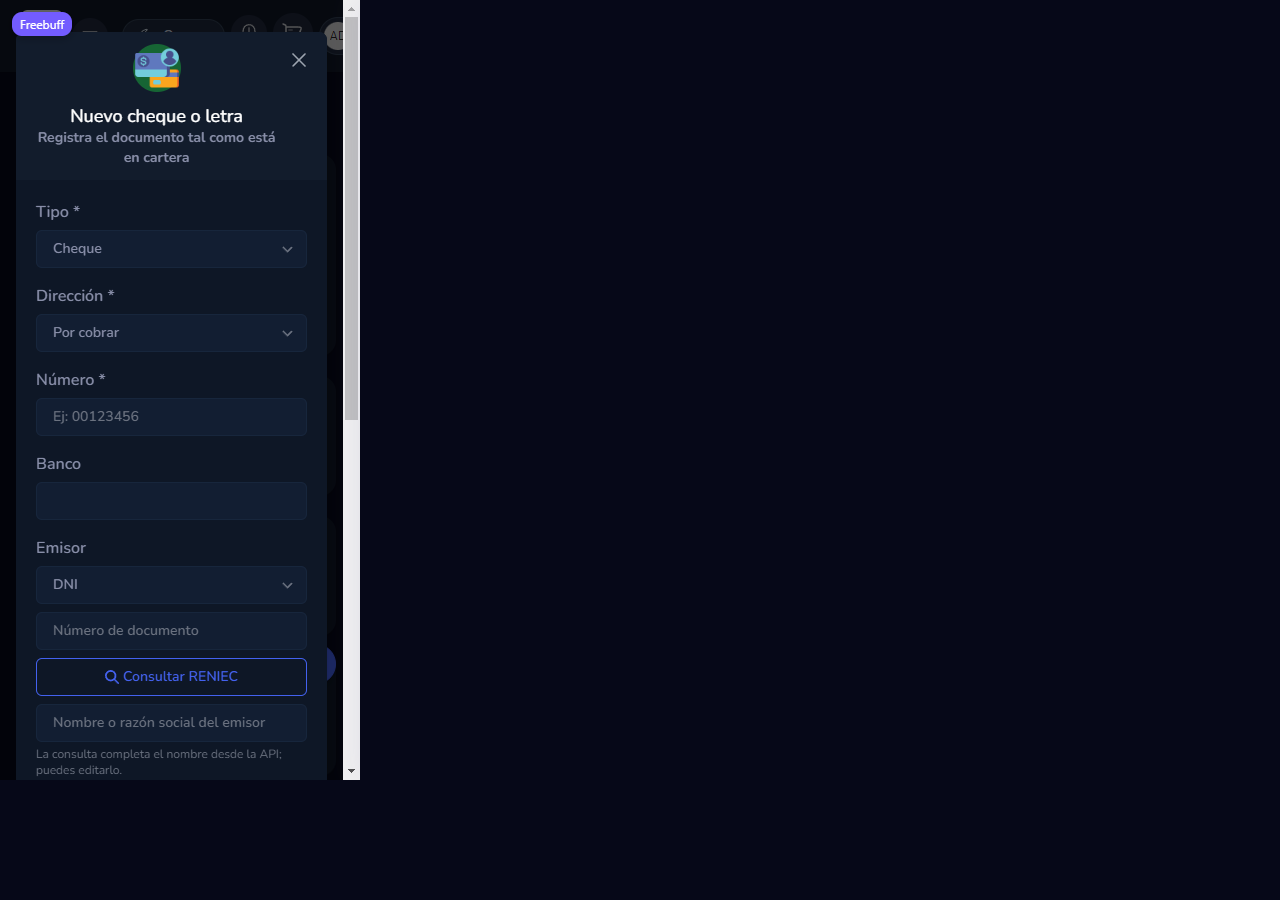 Freebuff
AD
$
Nuevo cheque o letra
Registra el documento tal como está
en cartera
Tipo *
Cheque
Dirección *
Por cobrar
Número *
Ej: 00123456
Banco
Emisor
DNI
Número de documento
Consultar RENIEC
Nombre o razón social del emisor
La consulta completa el nombre desde la API;
puedes editarlo.